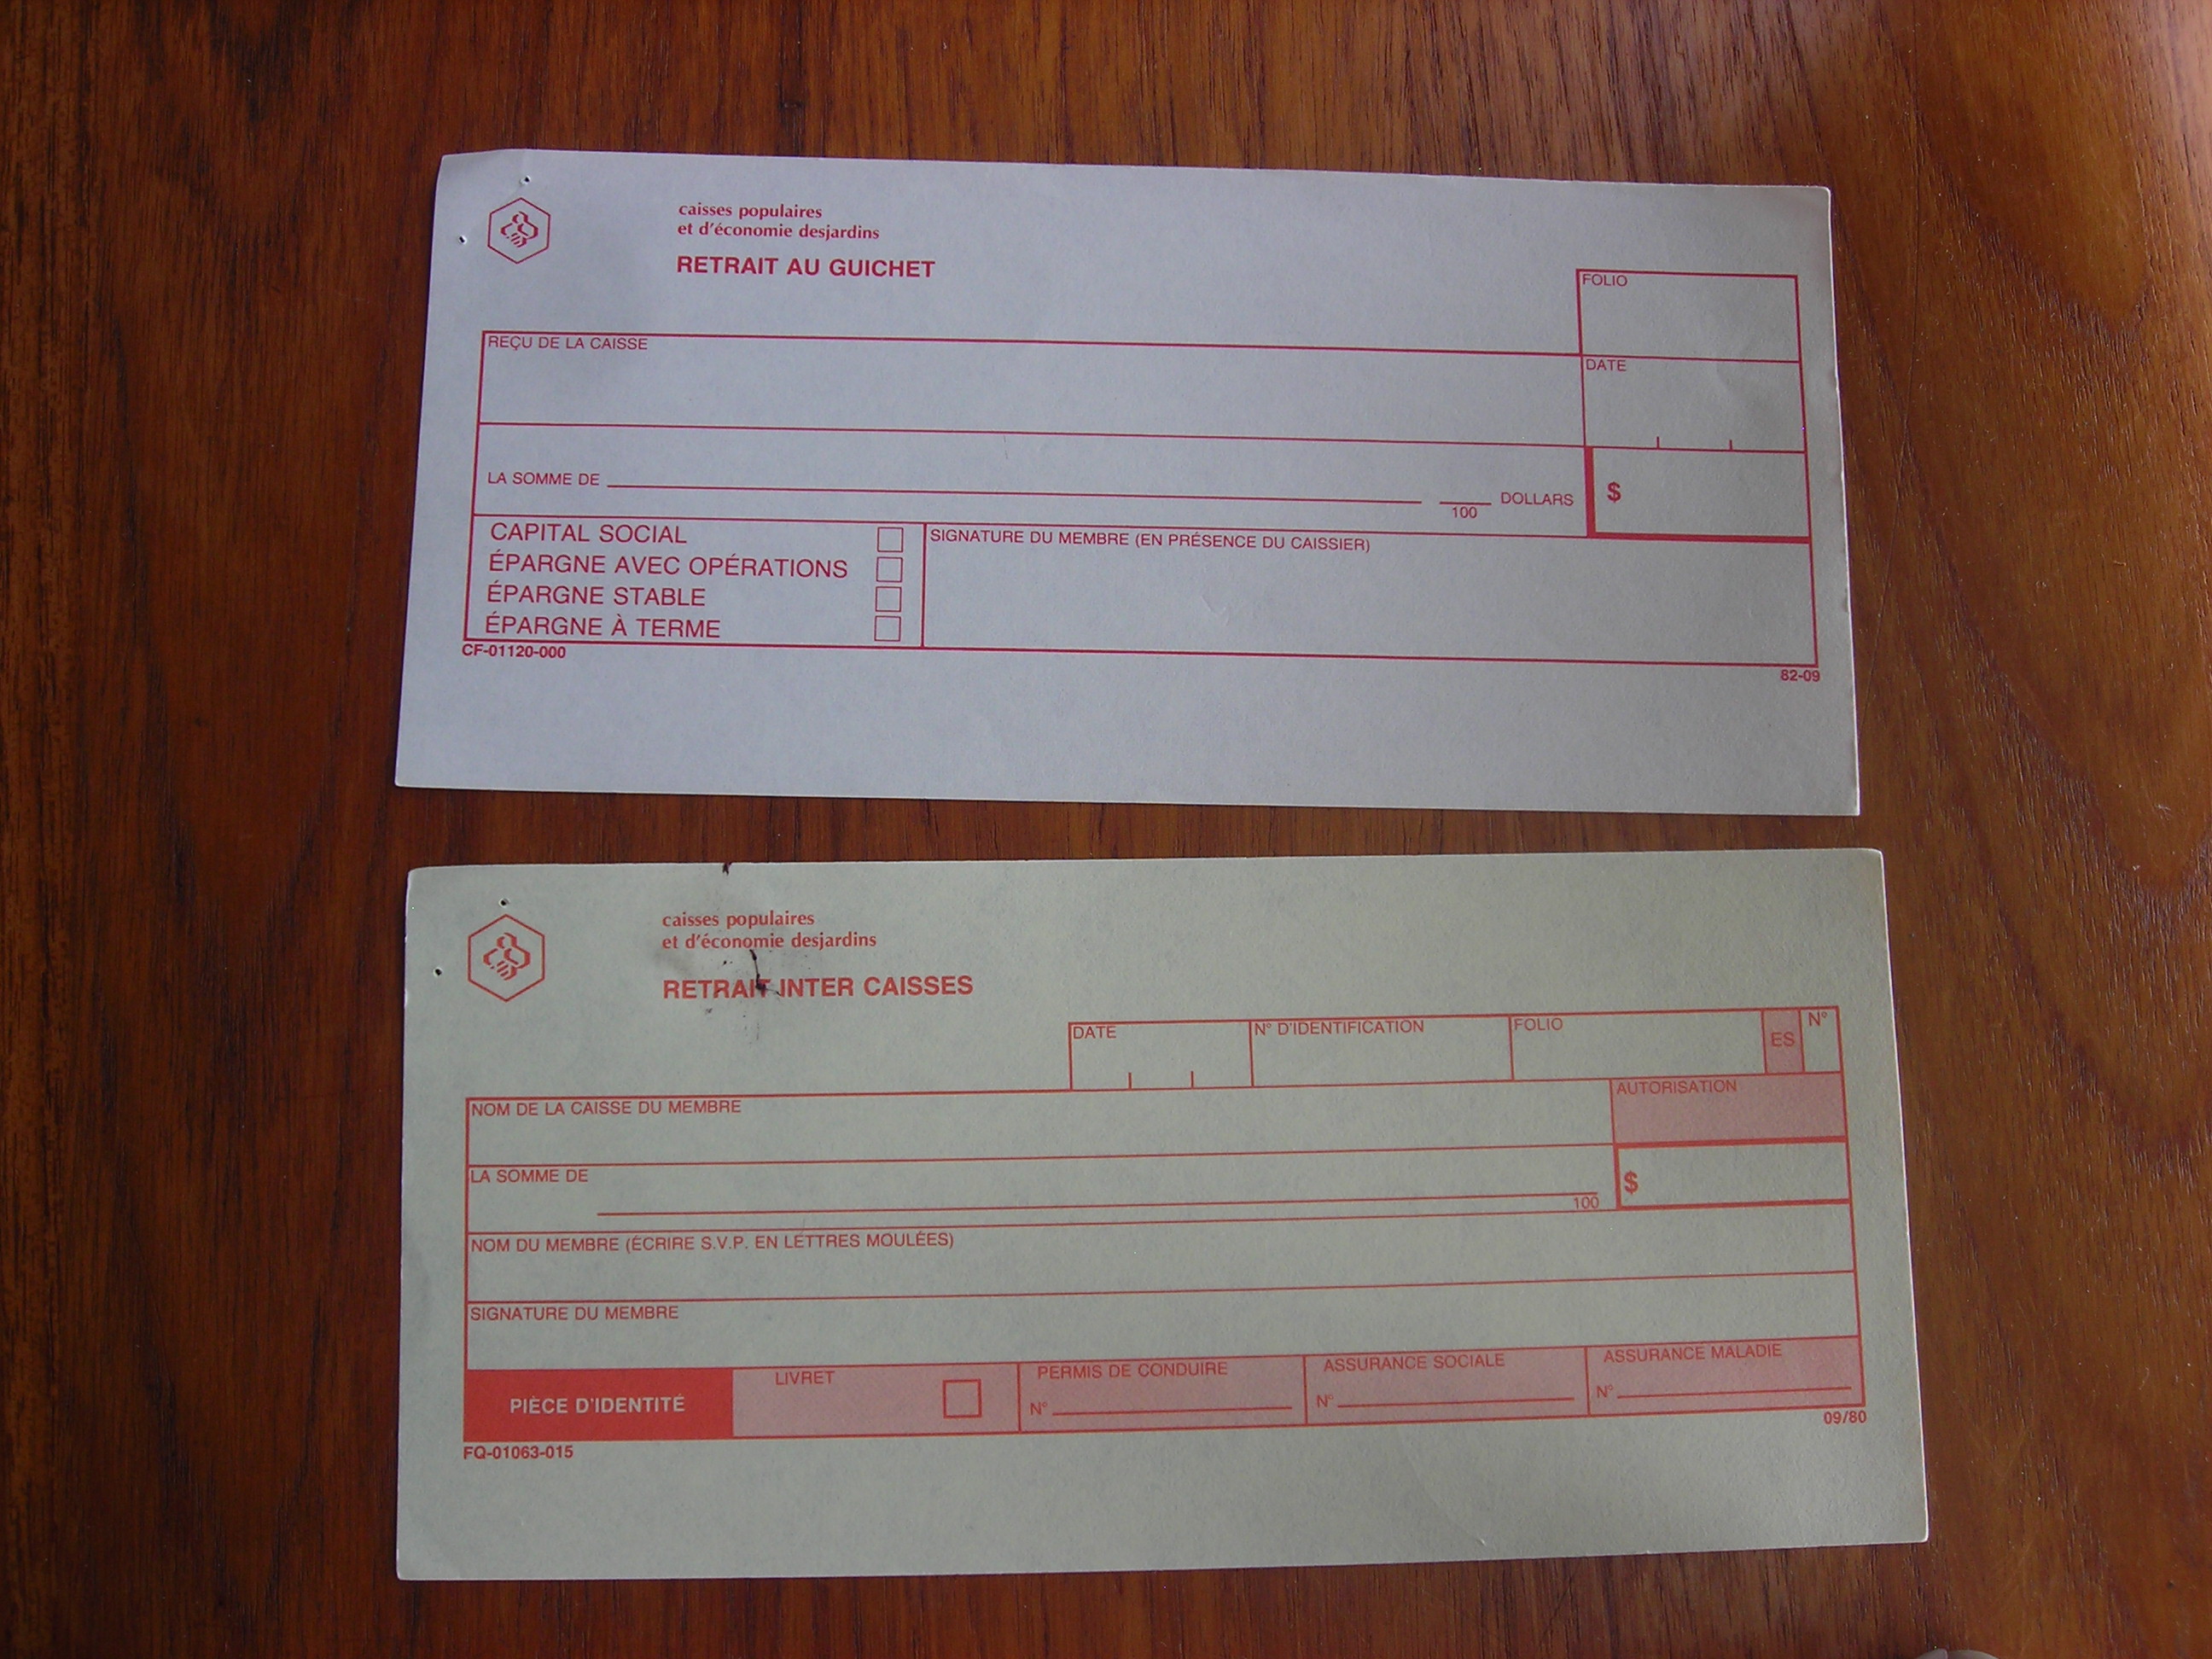 caisses populaires
et d'économie desjardins
RETRAIT AU GUICHET
FOLIO
REÇU DE LA CAISSE
DATE
LA SOMME DE
100
DOLLARS
$
CAPITAL SOCIAL
ÉPARGNE AVEC OPÉRATIONS
ÉPARGNE STABLE
ÉPARGNE À TERME
SIGNATURE DU MEMBRE (EN PRÉSENCE DU CAISSIER)
CF-01120-000
82-09
caisses populaires
et d'économie desjardins
RETRAIT INTER CAISSES
DATE
N° D'IDENTIFICATION
FOLIO
ES
N°
NOM DE LA CAISSE DU MEMBRE
AUTORISATION
LA SOMME DE
100
$
NOM DU MEMBRE (ÉCRIRE S.V.P. EN LETTRES MOULÉES)
SIGNATURE DU MEMBRE
PIÈCE D'IDENTITÉ
LIVRET
PERMIS DE CONDUIRE
N°
ASSURANCE SOCIALE
N°
ASSURANCE MALADIE
N°
FQ-01063-015
09/80